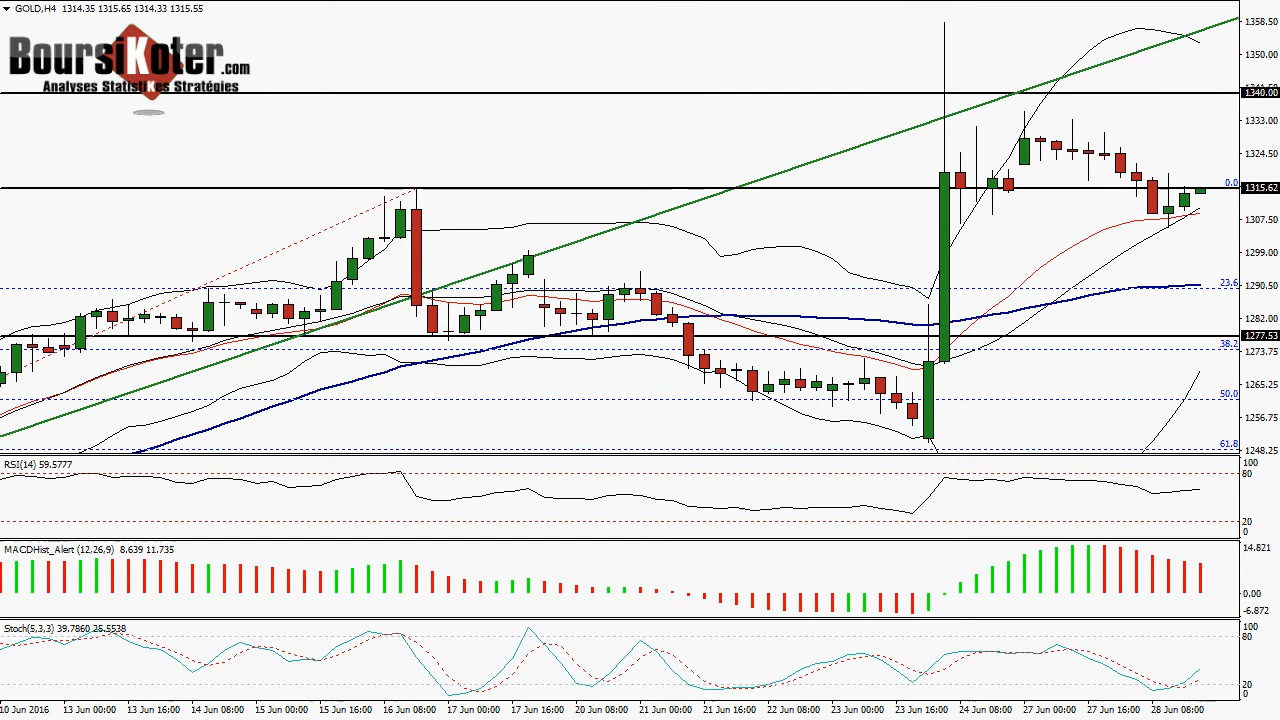 GOLD,H4 1314.35 1315.65 1314.33 1315.55
BoursiKoter.com
Analyses StatistiKes Stratégies
1358.50
1350.00
1340.00
1333.00
1324.50
0.0
1315.62
1307.50
1299.00
23.6
1290.50
1282.00
1277.53
38.2
1273.75
1265.25
50.0
1256.75
61.8
1248.25
RSI(14) 59.5777
100
80
20
0
MACDHist_Alert (12,26,9) 8.639 11.735
14.821
0.00
-6.872
Stoch(5,3,3) 39.7860 25.5538
100
80
20
0
10 Jun 2016
13 Jun 00:00
13 Jun 16:00
14 Jun 08:00
15 Jun 00:00
15 Jun 16:00
16 Jun 08:00
17 Jun 00:00
17 Jun 16:00
20 Jun 08:00
21 Jun 00:00
21 Jun 16:00
22 Jun 08:00
23 Jun 00:00
23 Jun 16:00
24 Jun 08:00
27 Jun 00:00
27 Jun 16:00
28 Jun 08:00